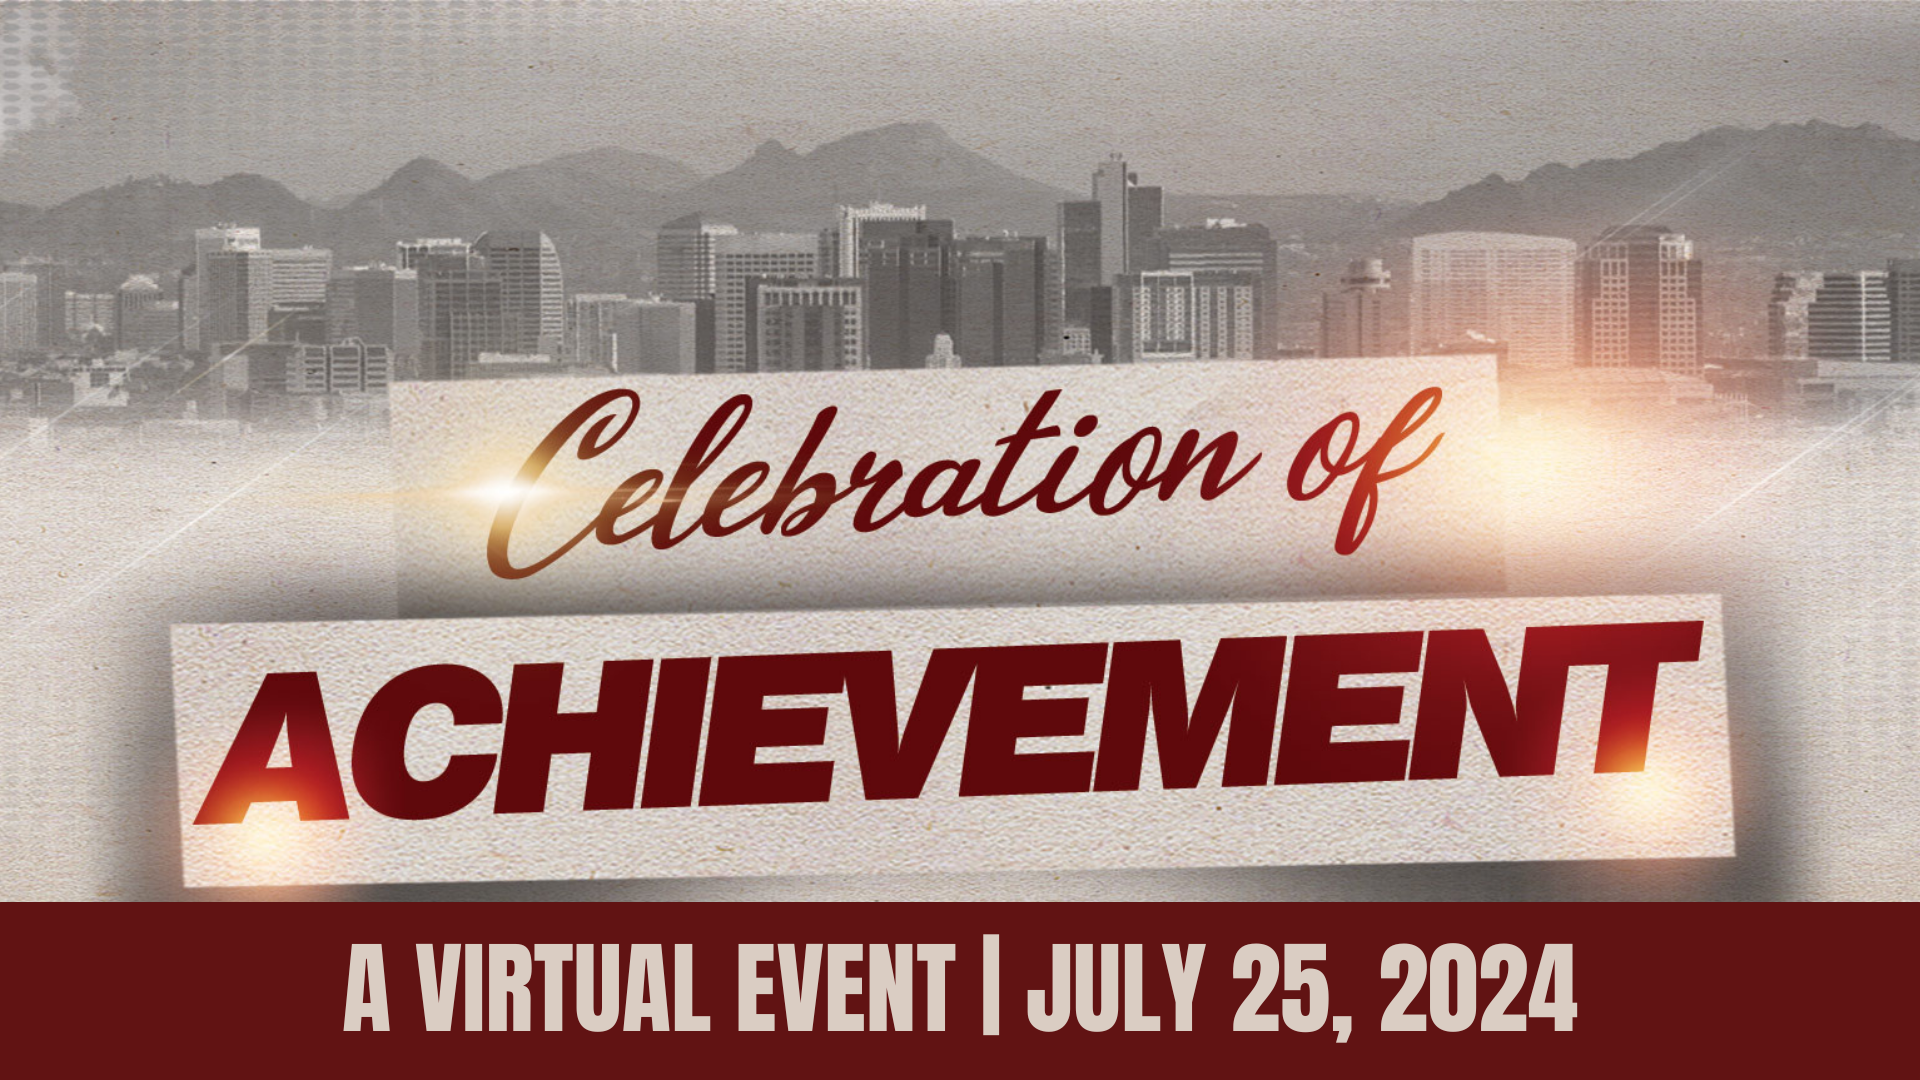 Celebration of
ACHIEVEMENT
A VIRTUAL EVENT | JULY 25, 2024